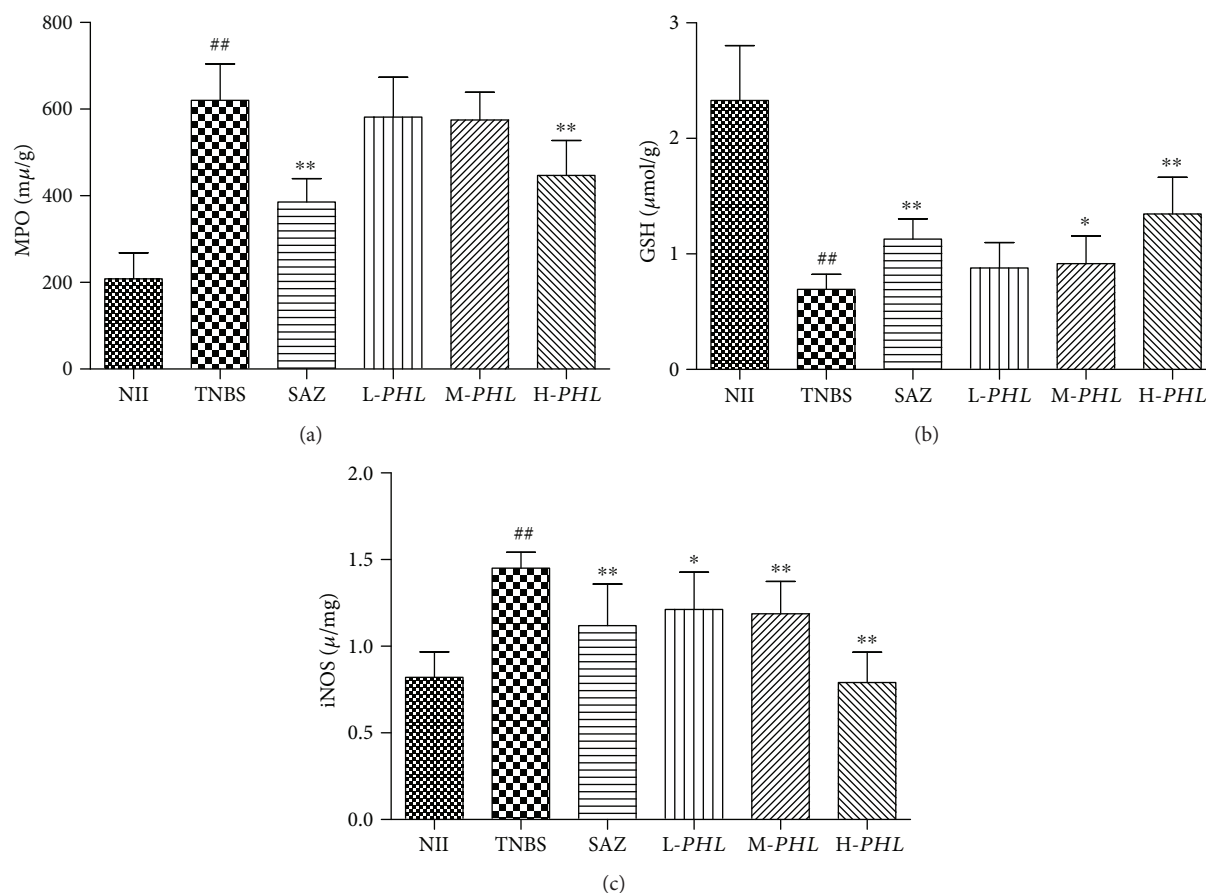 800
600
400
200
0
MPO (mμ/g)
##
**
**
NII TNBS SAZ L-PHL M-PHL H-PHL
(a)
3
2
1
0
GSH (μmol/g)
##
**
*
**
NII TNBS SAZ L-PHL M-PHL H-PHL
(b)
2.0
1.5
1.0
0.5
0.0
iNOS (μ/mg)
##
**
*
**
**
NII TNBS SAZ L-PHL M-PHL H-PHL
(c)